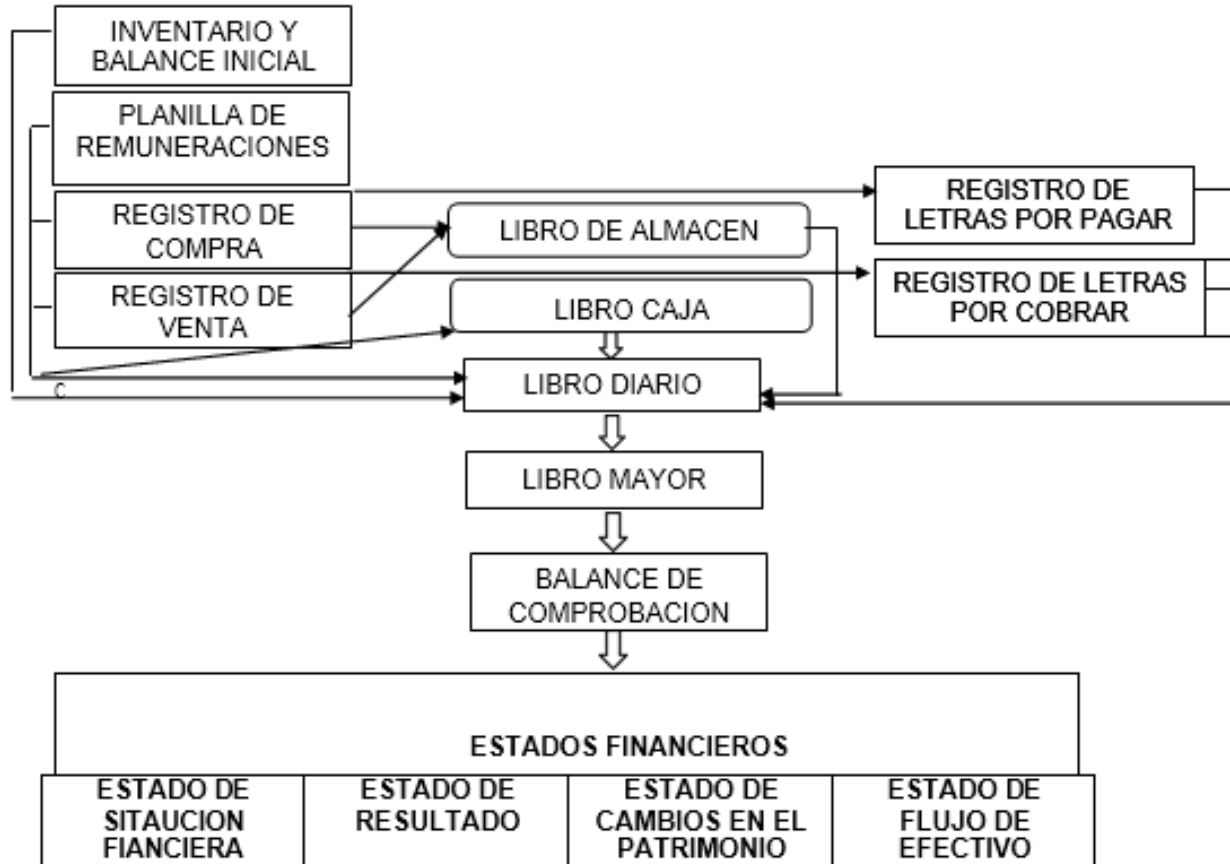 INVENTARIO Y
BALANCE INICIAL
PLANILLA DE
REMUNERACIONES
REGISTRO DE
COMPRA
REGISTRO DE
VENTA
LIBRO DE ALMACEN
LIBRO CAJA
REGISTRO DE
LETRAS POR PAGAR
REGISTRO DE LETRAS
POR COBRAR
C
LIBRO DIARIO
LIBRO MAYOR
BALANCE DE
COMPROBACION
ESTADOS FINANCIEROS
ESTADO DE
SITAUCION
FIANCIERA
ESTADO DE
RESULTADO
ESTADO DE
CAMBIOS EN EL
PATRIMONIO
ESTADO DE
FLUJO DE
EFECTIVO